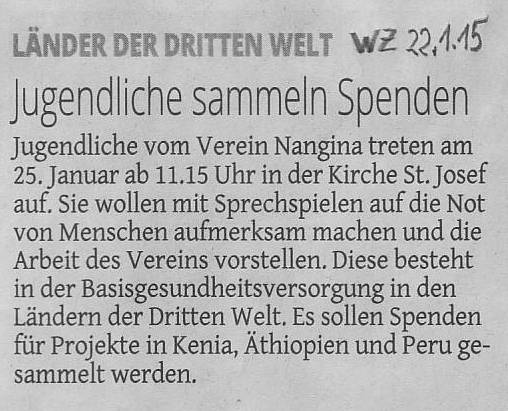 LÄNDER DER DRITTEN WELT WZ 22.1.15
Jugendliche sammeln Spenden
Jugendliche vom Verein Nangina treten am
25. Januar ab 11.15 Uhr in der Kirche St. Josef
auf. Sie wollen mit Sprechspielen auf die Not
von Menschen aufmerksam machen und die
Arbeit des Vereins vorstellen. Diese besteht
in der Basisgesundheitsversorgung in den
Ländern der Dritten Welt. Es sollen Spenden
für Projekte in Kenia, Äthiopien und Peru ge-
sammelt werden.